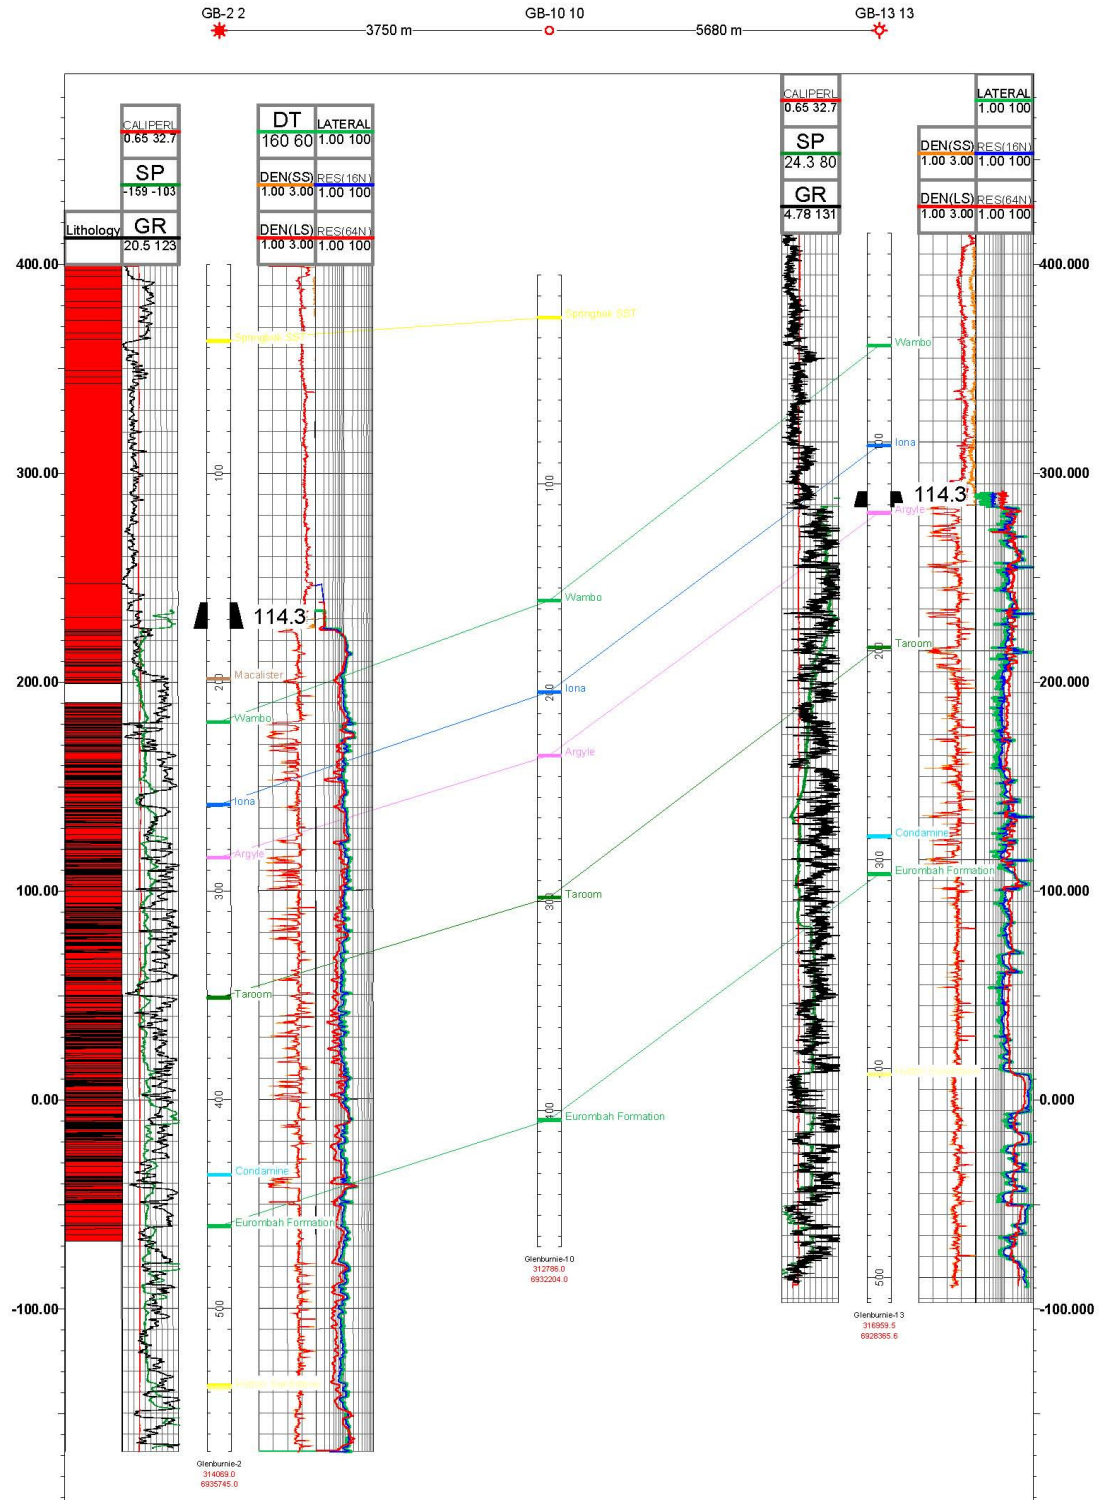 GB-2 2
GB-10 10
GB-13 13
3750 m
5680 m
CALIPERL
0.65 32.7
SP
-159 -103
Lithology
GR
20.5 123
DT
160 60
LATERAL
1.00 100
DEN(SS)
1.00 3.00
RES(16N)
1.00 100
DEN(LS)
1.00 3.00
RES(64N)
1.00 100
CALIPERL
0.65 32.7
SP
24.3 80
GR
4.78 131
LATERAL
1.00 100
DEN(SS)
1.00 3.00
RES(16N)
1.00 100
DEN(LS)
1.00 3.00
RES(64N)
1.00 100
400.00
300.00
200.00
100.00
0.00
-100.00
Springbok SST
100
114.3
Macalister
200
Wambo
Iona
Argyle
300
Taroom
400
Condamine
Eurombah Formation
500
Glenburnie-2
314069.0
6935745.0
Springbok SST
100
Wambo
Iona
200
Argyle
Taroom
300
400
Eurombah Formation
Glenburnie-10
312786.0
6932204.0
Wambo
Iona
114.3
Argyle
Taroom
200
Condamine
300
Eurombah Formation
500
Glenburnie-13
316959.5
6928365.6
400.000
300.000
200.000
100.000
0.000
-100.000